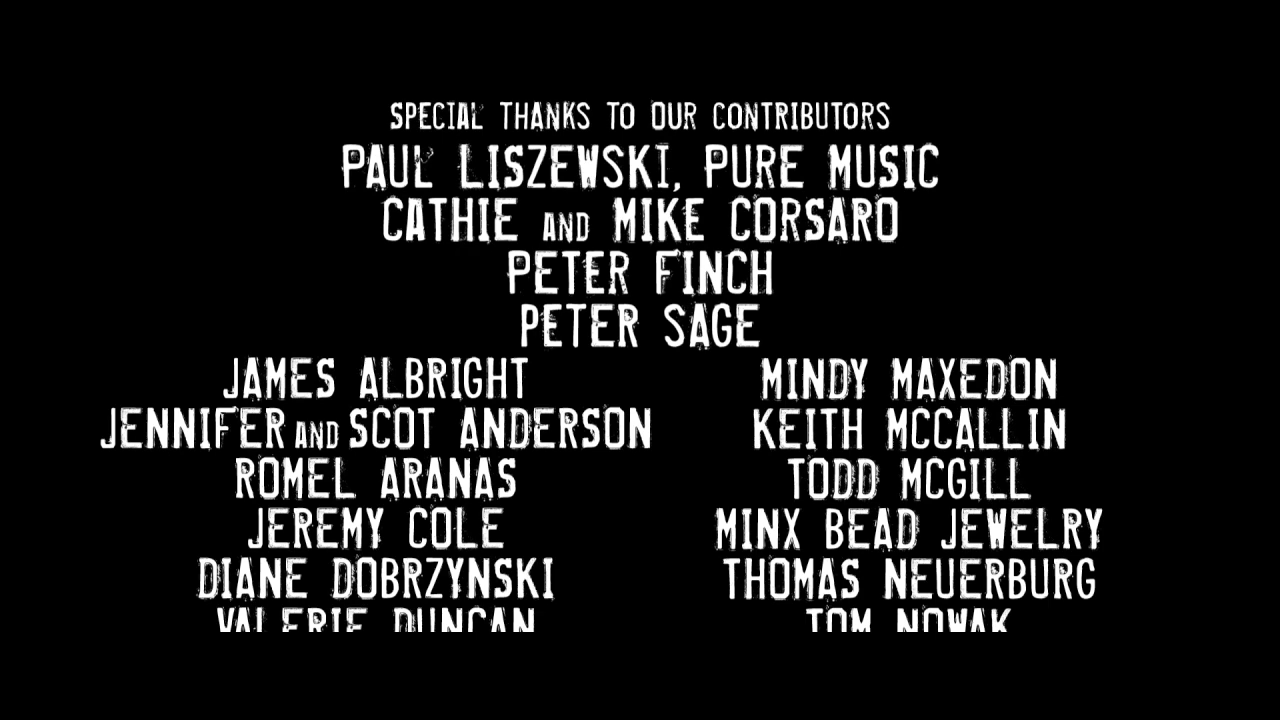 SPECIAL THANKS TO OUR CONTRIBUTORS
PAUL LISZEWSKI, PURE MUSIC
CATHIE AND MIKE CORSARO
PETER FINCH
PETER SAGE
JAMES ALBRIGHT
JENNIFER AND SCOT ANDERSON
ROMEL ARANAS
JEREMY COLE
DIANE DOBRZYNSKI
VALERIE DUNCAN
MINDY MAXEDON
KEITH MCCALLIN
TODD MCGILL
MINX BEAD JEWELRY
THOMAS NEUERBURG
TOM NOWAK